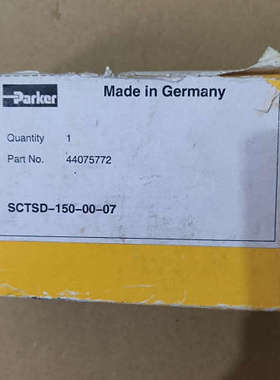 Parker
Made in Germany
Quantity 1
Part No. 44075772
SCTSD-150-00-07